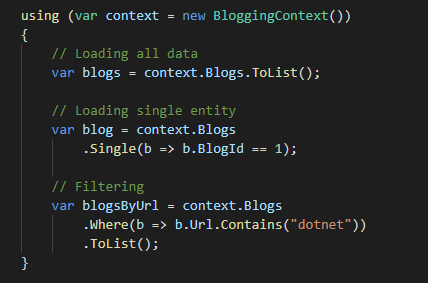 using (var context = new BloggingContext())
{
    // Loading all data
    var blogs = context.Blogs.ToList();

    // Loading single entity
    var blog = context.Blogs
        .Single(b => b.BlogId == 1);

    // Filtering
    var blogsByUrl = context.Blogs
        .Where(b => b.Url.Contains("dotnet"))
        .ToList();
}